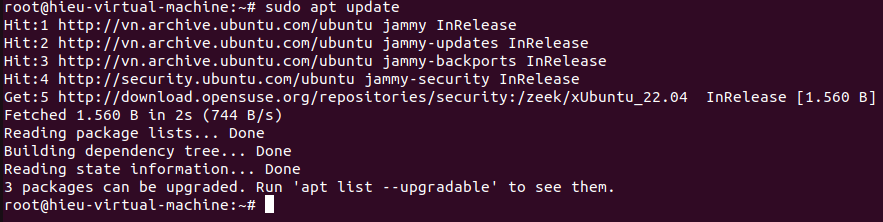 root@hieu-virtual-machine:~# sudo apt update
Hit:1 http://vn.archive.ubuntu.com/ubuntu jammy InRelease
Hit:2 http://vn.archive.ubuntu.com/ubuntu jammy-updates InRelease
Hit:3 http://vn.archive.ubuntu.com/ubuntu jammy-backports InRelease
Hit:4 http://security.ubuntu.com/ubuntu jammy-security InRelease
Get:5 http://download.opensuse.org/repositories/security:/zeek/xUbuntu_22.04  InRelease [1.560 B]
Fetched 1.560 B in 2s (744 B/s)
Reading package lists... Done
Building dependency tree... Done
Reading state information... Done
3 packages can be upgraded. Run 'apt list --upgradable' to see them.
root@hieu-virtual-machine:~#